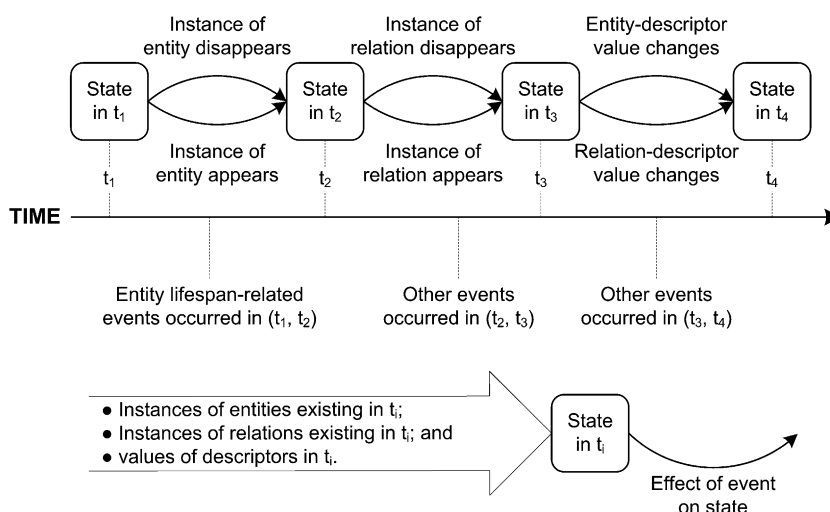 Instance of
entity disappears
Instance of
relation disappears
Entity-descriptor
value changes
State
in t₁
State
in t₂
State
in t₃
State
in t₄
Instance of
entity appears
Instance of
relation appears
Relation-descriptor
value changes
t₁
t₂
t₃
t₄
TIME
Entity lifespan-related
events occurred in (t₁, t₂)
Other events
occurred in (t₂, t₃)
Other events
occurred in (t₃, t₄)
● Instances of entities existing in tᵢ;
● Instances of relations existing in tᵢ; and
● values of descriptors in tᵢ.
State
in tᵢ
Effect of event
on state